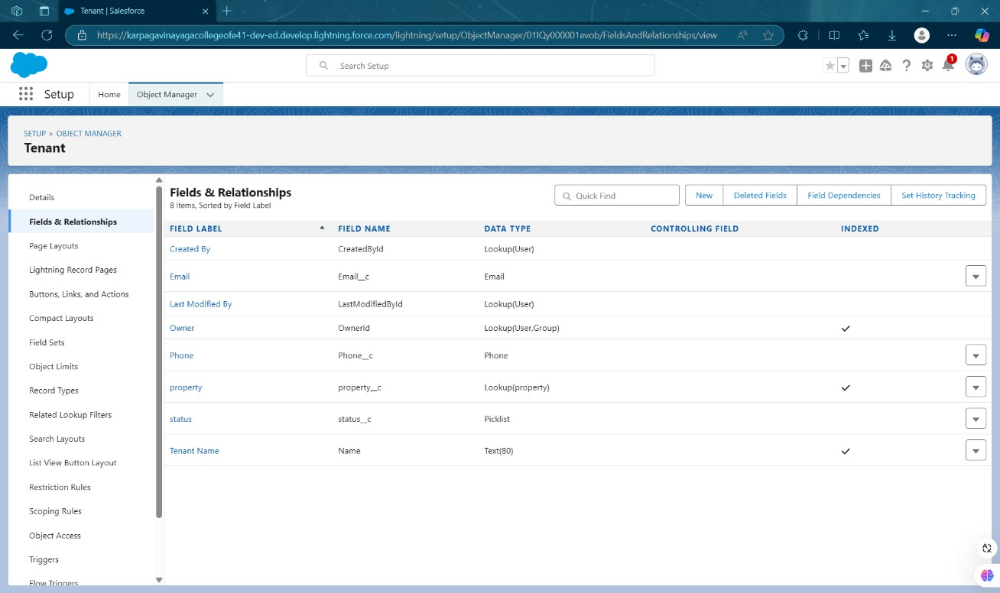 Tenant | Salesforce
https://karpagavinayagacollegeofe41-dev-ed.develop.lightning.force.com/lightning/setup/ObjectManager/01IQy000001evob/FieldsAndRelationships/view
Search Setup
1
Setup
Home
Object Manager
SETUP > OBJECT MANAGER
Tenant
Details
Fields & Relationships
Page Layouts
Lightning Record Pages
Buttons, Links, and Actions
Compact Layouts
Field Sets
Object Limits
Record Types
Related Lookup Filters
Search Layouts
List View Button Layout
Restriction Rules
Scoping Rules
Object Access
Triggers
Flow Triggers
Fields & Relationships
8 Items, Sorted by Field Label
Quick Find
New
Deleted Fields
Field Dependencies
Set History Tracking
FIELD LABEL FIELD NAME DATA TYPE CONTROLLING FIELD INDEXED
Created By CreatedById Lookup(User)
Email Email__c Email
Last Modified By LastModifiedById Lookup(User)
Owner OwnerId Lookup(User,Group)
Phone Phone__c Phone
property property__c Lookup(property)
status status__c Picklist
Tenant Name Name Text(80)